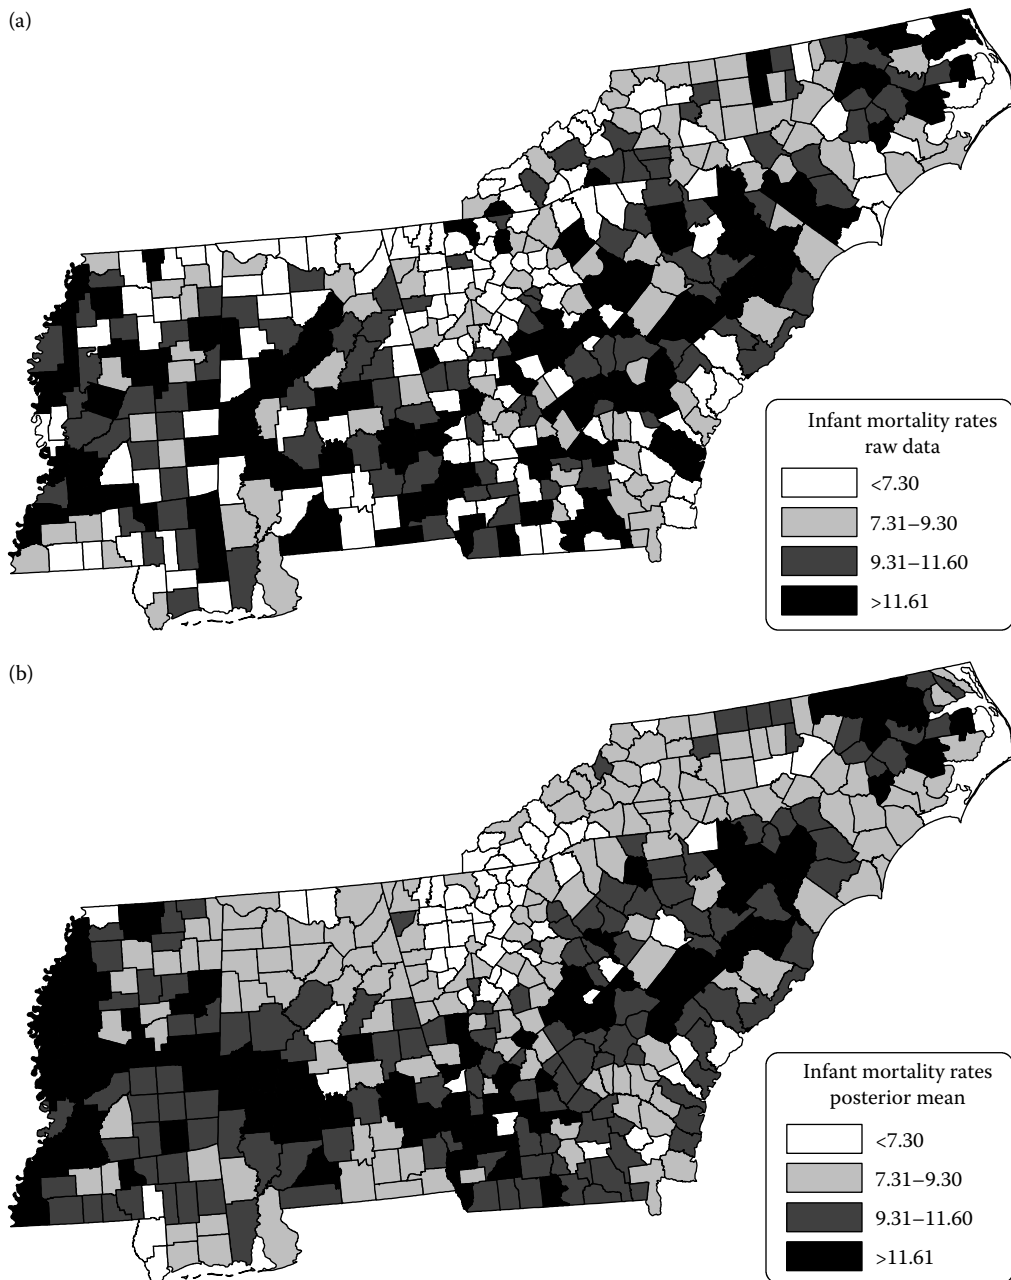 (a)
Infant mortality rates
raw data
<7.30
7.31–9.30
9.31–11.60
>11.61
(b)
Infant mortality rates
posterior mean
<7.30
7.31–9.30
9.31–11.60
>11.61